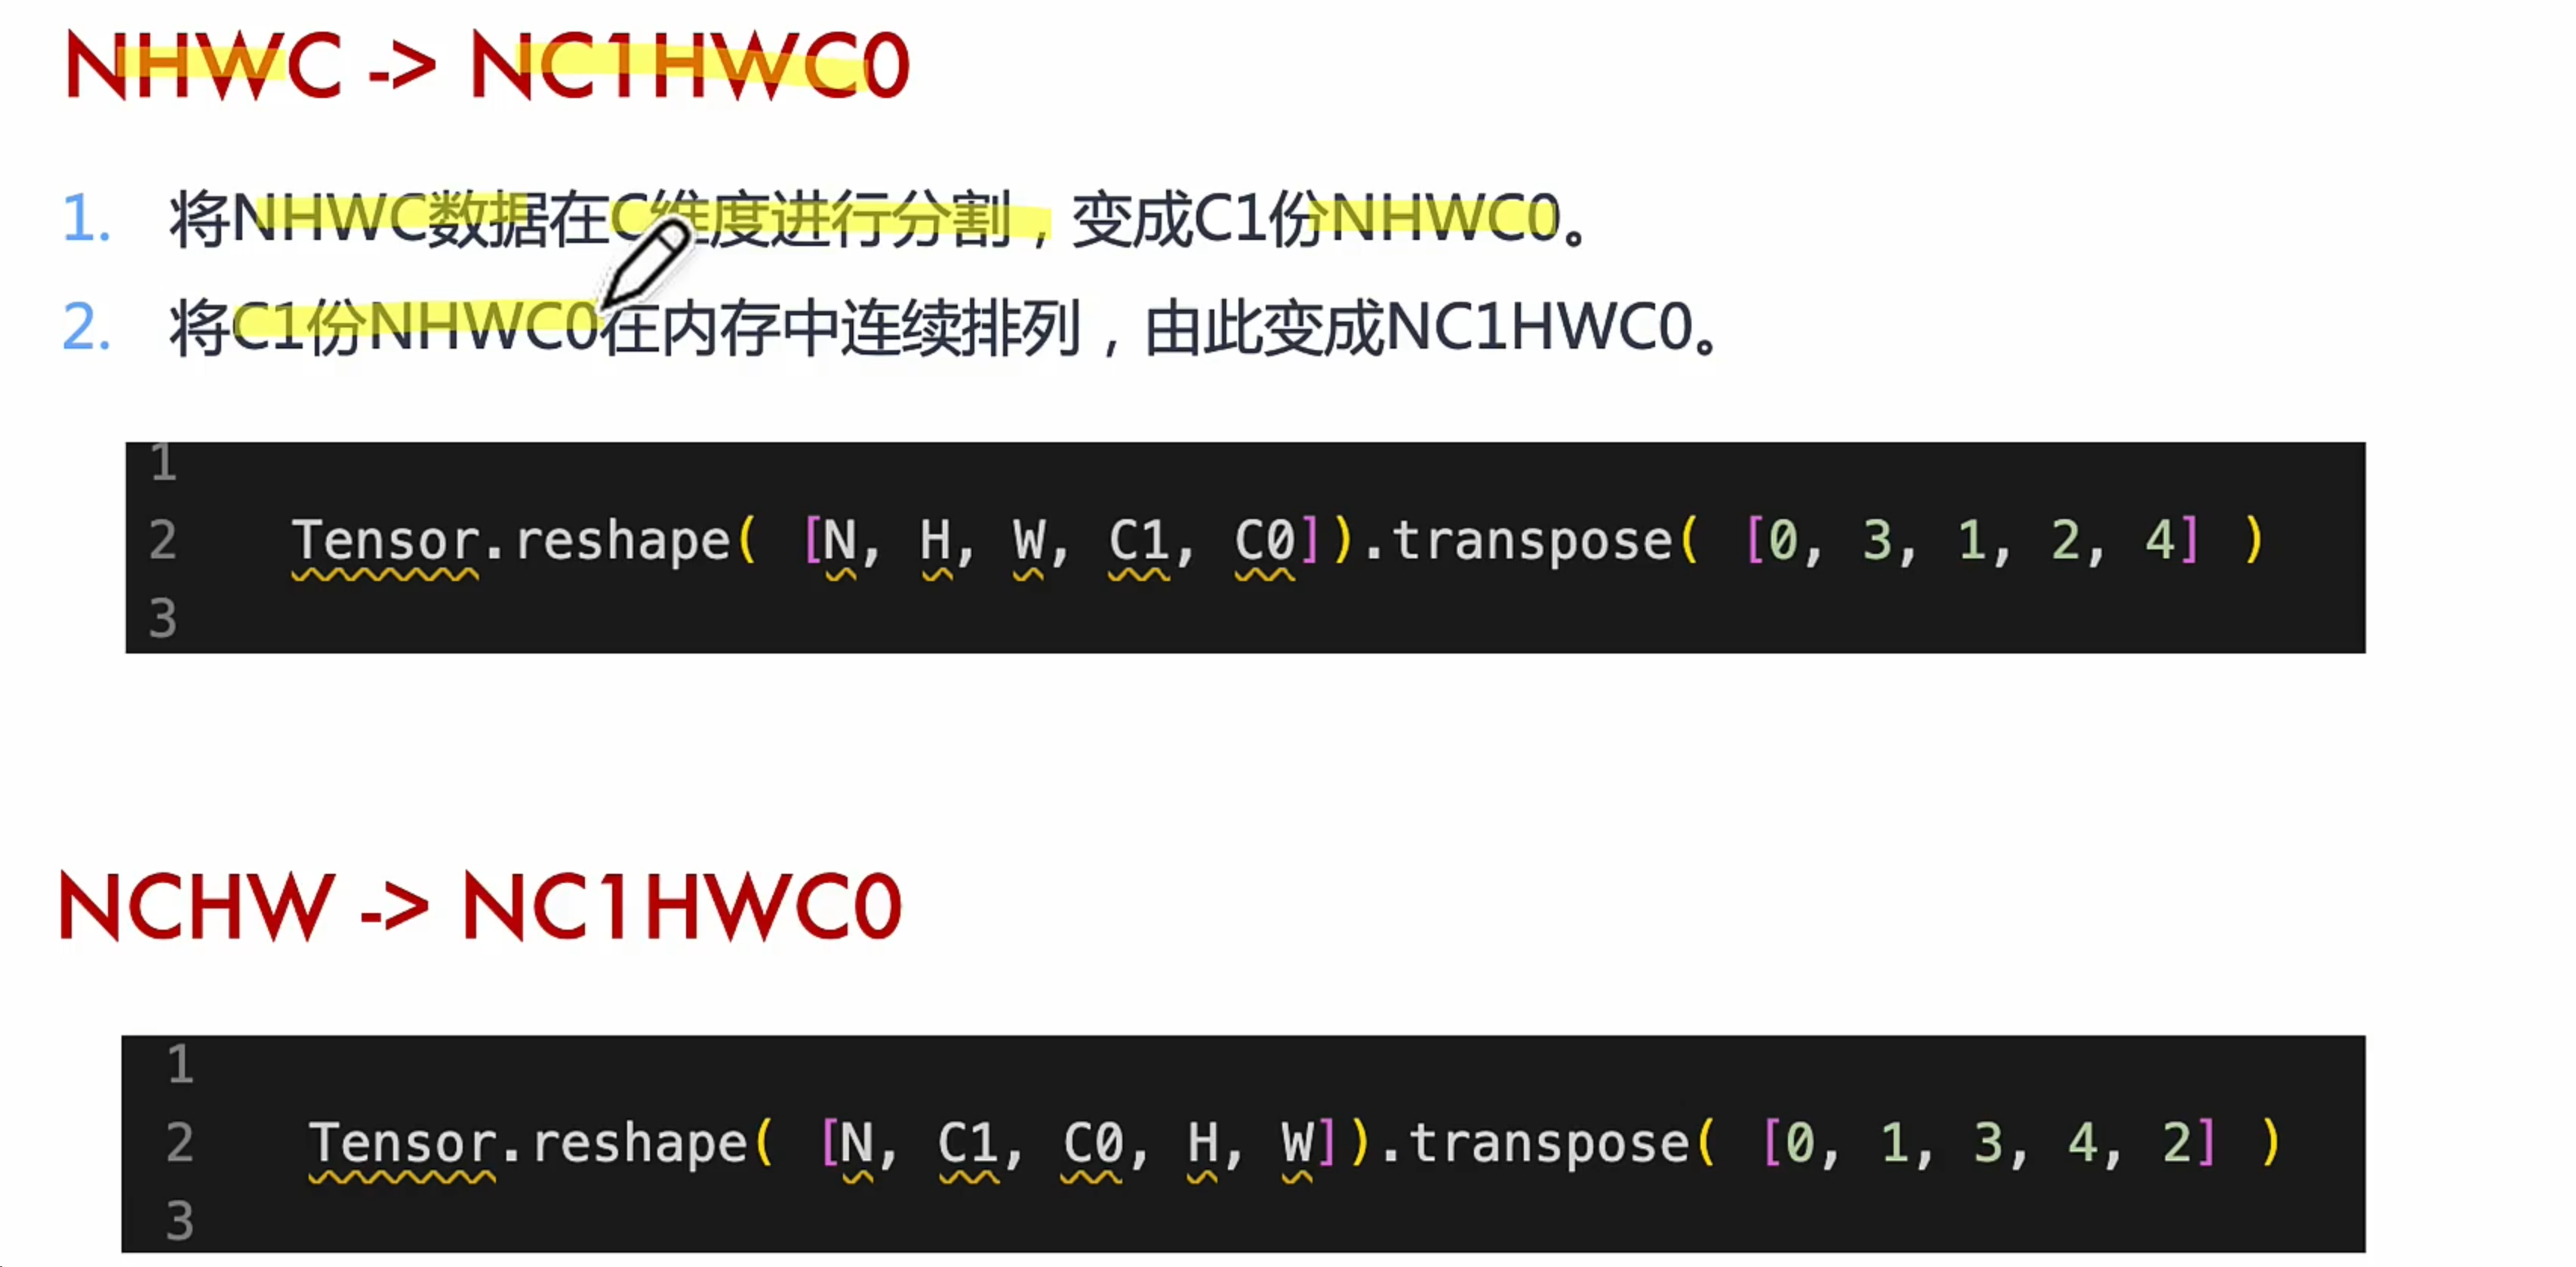 NHWC -> NC1HWC0
1. 将NHWC数据在C维度进行分割，变成C1份NHWC0。
2. 将C1份NHWC0在内存中连续排列，由此变成NC1HWC0。
1
2 Tensor.reshape( [N, H, W, C1, C0]).transpose( [0, 3, 1, 2, 4] )
3
NCHW -> NC1HWC0
1
2 Tensor.reshape( [N, C1, C0, H, W]).transpose( [0, 1, 3, 4, 2] )
3